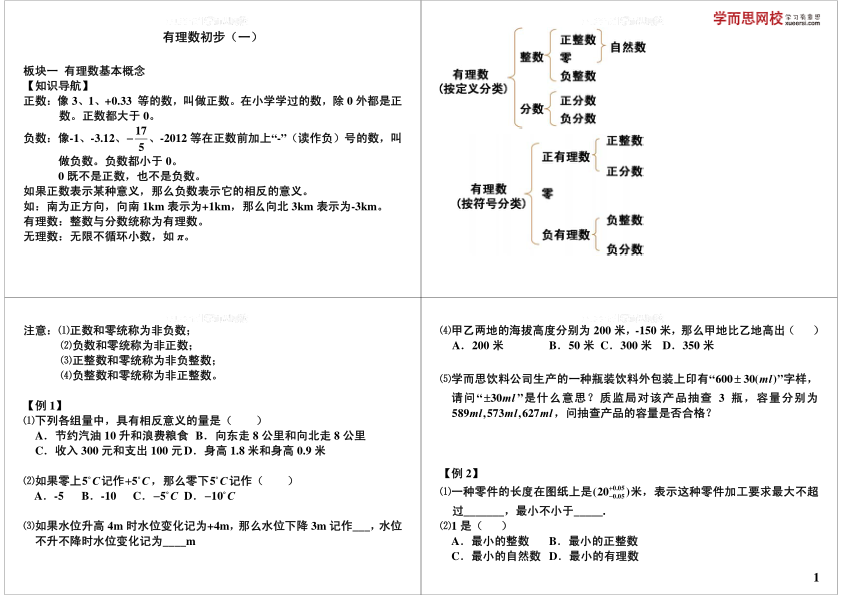 有理数初步（一）
板块一 有理数基本概念
【知识导航】
正数：像 3、1、+0.33 等的数，叫做正数。在小学学过的数，除 0 外都是正
数。正数都大于 0。
负数：像-1、-3.12、−17/5、-2012 等在正数前加上“-”（读作负）号的数，叫
做负数。负数都小于 0。
0 既不是正数，也不是负数。
如果正数表示某种意义，那么负数表示它的相反的意义。
如：南为正方向，向南 1km 表示为+1km，那么向北 3km 表示为-3km。
有理数：整数与分数统称为有理数。
无理数：无限不循环小数，如 π。
学而思网校 学习有意思
xueersi.com
有理数
(按定义分类)
整数
正整数
零
负整数
自然数
分数
正分数
负分数
有理数
(按符号分类)
正有理数
正整数
正分数
零
负有理数
负整数
负分数
注意：⑴正数和零统称为非负数；
⑵负数和零统称为非正数；
⑶正整数和零统称为非负整数；
⑷负整数和零统称为非正整数。
【例 1】
⑴下列各组量中，具有相反意义的量是（ ）
A．节约汽油 10 升和浪费粮食 B．向东走 8 公里和向北走 8 公里
C．收入 300 元和支出 100 元 D．身高 1.8 米和身高 0.9 米
⑵如果零上5°C记作+5°C，那么零下5°C记作（ ）
A．-5 B．-10 C．−5°C D．−10°C
⑶如果水位升高 4m 时水位变化记为+4m，那么水位下降 3m 记作___，水位
不升不降时水位变化记为____m
⑷甲乙两地的海拔高度分别为 200 米，-150 米，那么甲地比乙地高出（ ）
A．200 米 B．50 米 C．300 米 D．350 米
⑸学而思饮料公司生产的一种瓶装饮料外包装上印有“600±30(ml)”字样，
请问“±30ml”是什么意思？质监局对该产品抽查 3 瓶，容量分别为
589ml,573ml,627ml，问抽查产品的容量是否合格？
【例 2】
⑴一种零件的长度在图纸上是(20+0.05−0.05)米，表示这种零件加工要求最大不超
过_______，最小不小于_____.
⑵1 是（ ）
A．最小的整数 B．最小的正整数
C．最小的自然数 D．最小的有理数
1